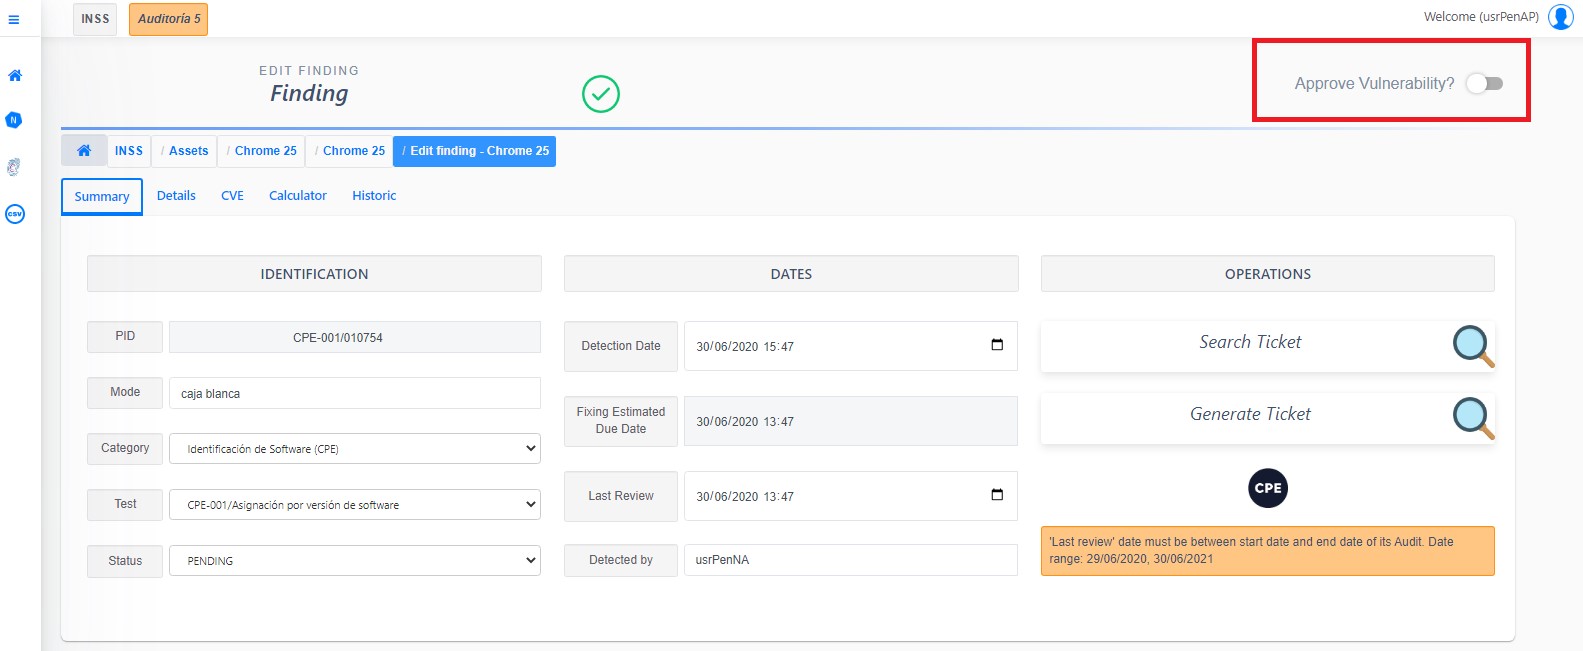 INSS Auditoría 5 Welcome (usrPenAP)
EDIT FINDING
Finding
Approve Vulnerability?
INSS / Assets / Chrome 25 / Chrome 25 / Edit finding - Chrome 25
Summary Details CVE Calculator Historic
N
CSV
IDENTIFICATION
PID CPE-001/010754
Mode caja blanca
Category Identificación de Software (CPE)
Test CPE-001/Asignación por versión de software
Status PENDING
DATES
Detection Date 30/06/2020 15:47
Fixing Estimated
Due Date 30/06/2020 13:47
Last Review 30/06/2020 13:47
Detected by usrPenNA
OPERATIONS
Search Ticket
Generate Ticket
CPE
'Last review' date must be between start date and end date of its Audit. Date
range: 29/06/2020, 30/06/2021